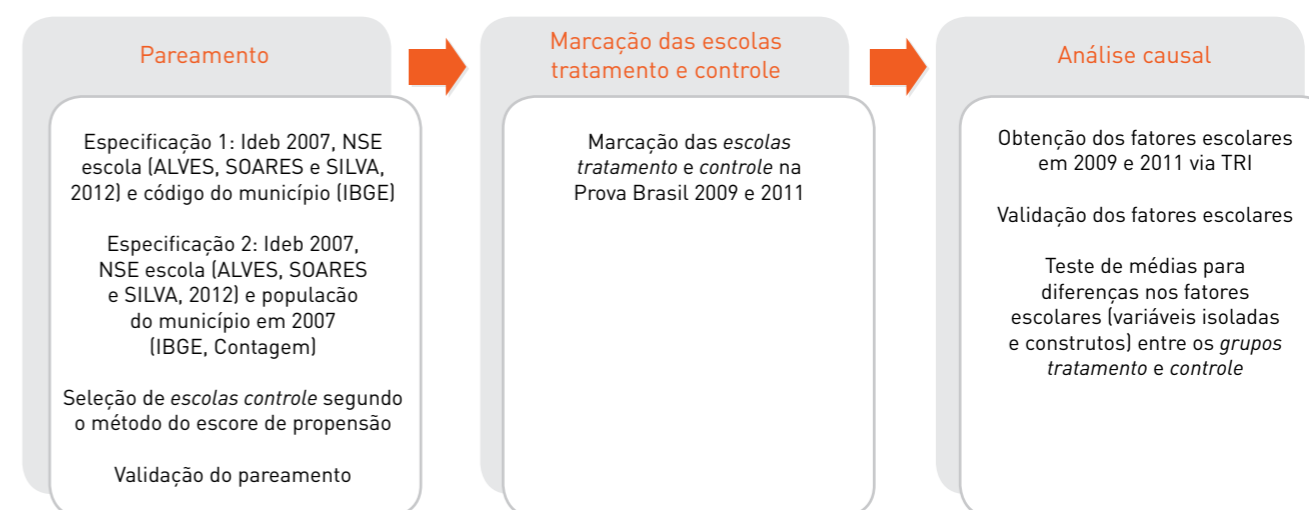 Pareamento
Especificação 1: Ideb 2007, NSE
escola (ALVES, SOARES e SILVA,
2012) e código do município (IBGE)
Especificação 2: Ideb 2007,
NSE escola (ALVES, SOARES
e SILVA, 2012) e populacão
do município em 2007
(IBGE, Contagem)
Seleção de escolas controle segundo
o método do escore de propensão
Validação do pareamento
Marcação das escolas
tratamento e controle
Marcação das escolas
tratamento e controle na
Prova Brasil 2009 e 2011
Análise causal
Obtenção dos fatores escolares
em 2009 e 2011 via TRI
Validação dos fatores escolares
Teste de médias para
diferenças nos fatores
escolares (variáveis isoladas
e construtos) entre os grupos
tratamento e controle